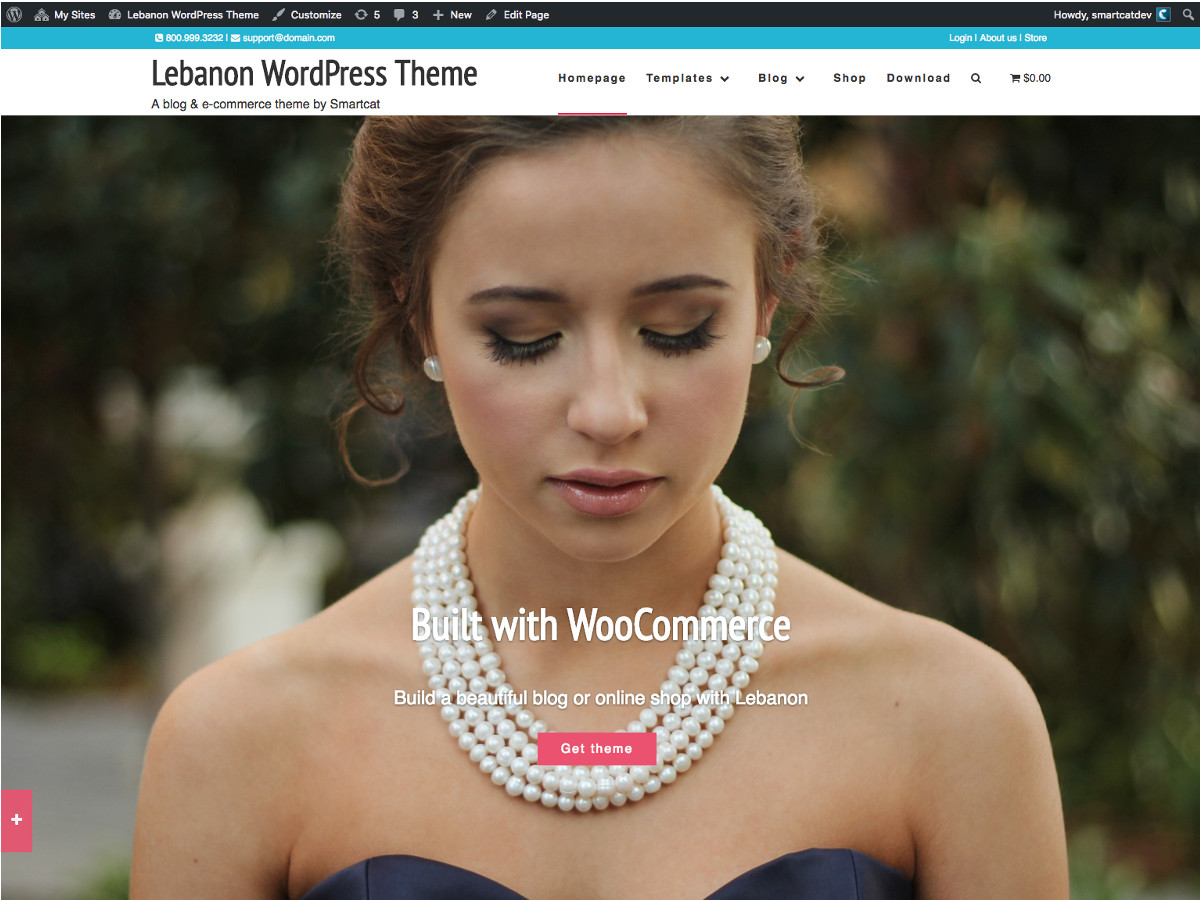 My Sites Lebanon WordPress Theme Customize 5 3 New Edit Page Howdy, smartcatdev
800.999.3232 | support@domain.com Login | About us | Store
Lebanon WordPress Theme
Homepage Templates Blog Shop Download $0.00
A blog & e-commerce theme by Smartcat
Built with WooCommerce
Build a beautiful blog or online shop with Lebanon
Get theme
+